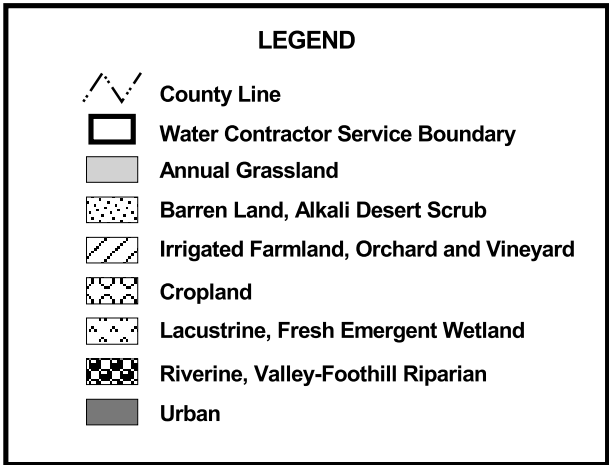 LEGEND
County Line
Water Contractor Service Boundary
Annual Grassland
Barren Land, Alkali Desert Scrub
Irrigated Farmland, Orchard and Vineyard
Cropland
Lacustrine, Fresh Emergent Wetland
Riverine, Valley-Foothill Riparian
Urban